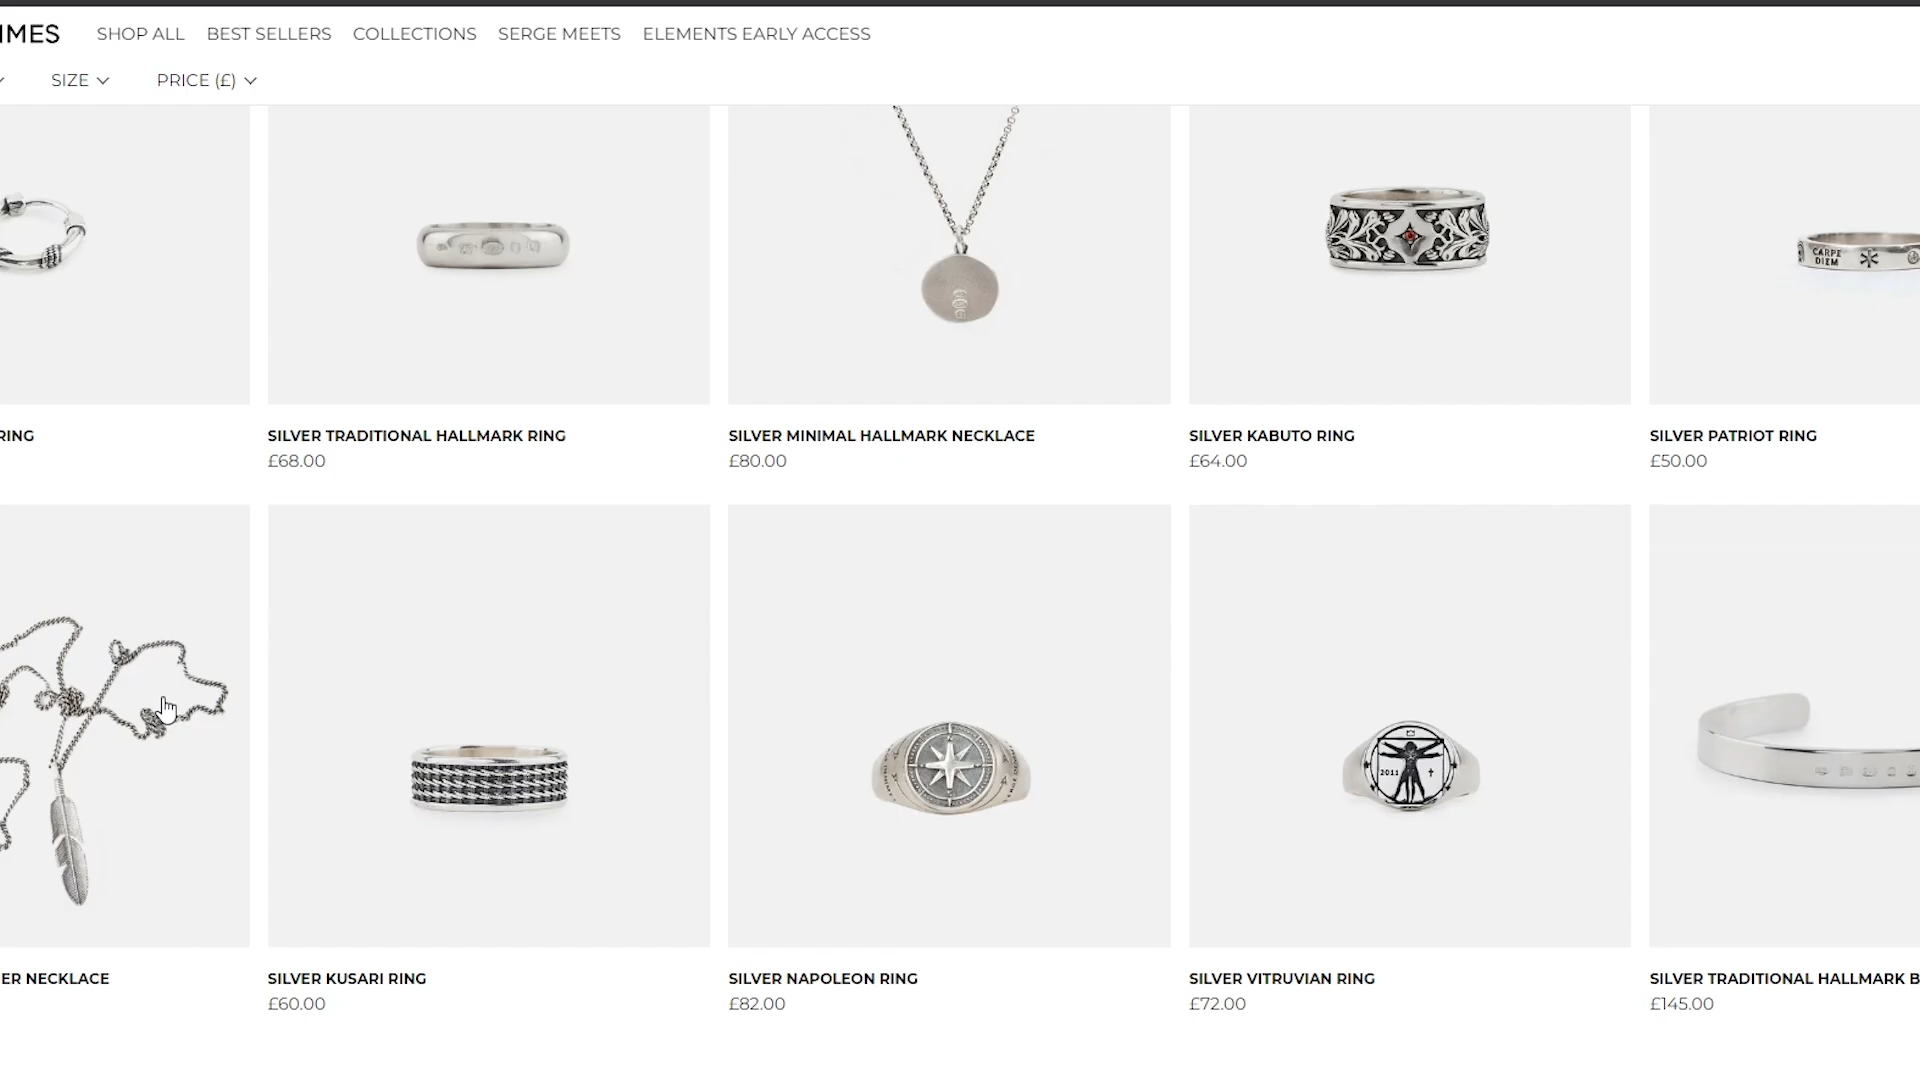 IMES SHOP ALL BEST SELLERS COLLECTIONS SERGE MEETS ELEMENTS EARLY ACCESS
SIZE PRICE (£)
CARPE
DIEM
RING
SILVER TRADITIONAL HALLMARK RING
£68.00
SILVER MINIMAL HALLMARK NECKLACE
£80.00
SILVER KABUTO RING
£64.00
SILVER PATRIOT RING
£50.00
2011
ER NECKLACE
SILVER KUSARI RING
£60.00
SILVER NAPOLEON RING
£82.00
SILVER VITRUVIAN RING
£72.00
SILVER TRADITIONAL HALLMARK B
£145.00